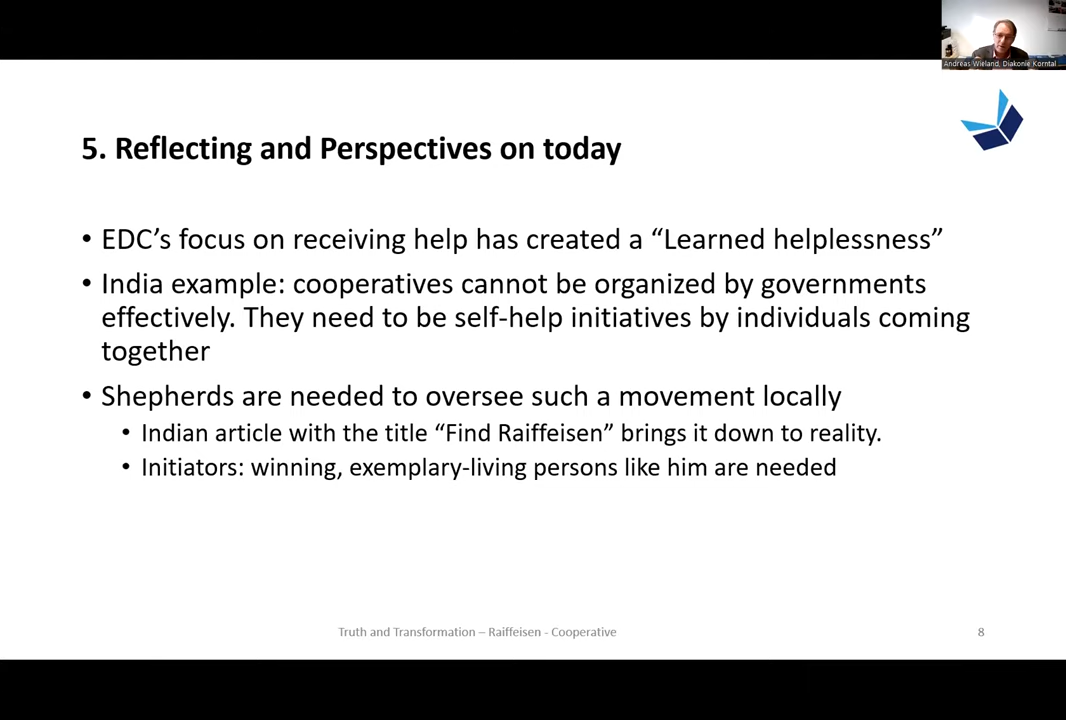 Andreas Wieland, Diakonie Korntal
5. Reflecting and Perspectives on today
• EDC’s focus on receiving help has created a “Learned helplessness”
• India example: cooperatives cannot be organized by governments
effectively. They need to be self-help initiatives by individuals coming
together
• Shepherds are needed to oversee such a movement locally
• Indian article with the title “Find Raiffeisen” brings it down to reality.
• Initiators: winning, exemplary-living persons like him are needed
Truth and Transformation – Raiffeisen - Cooperative
8